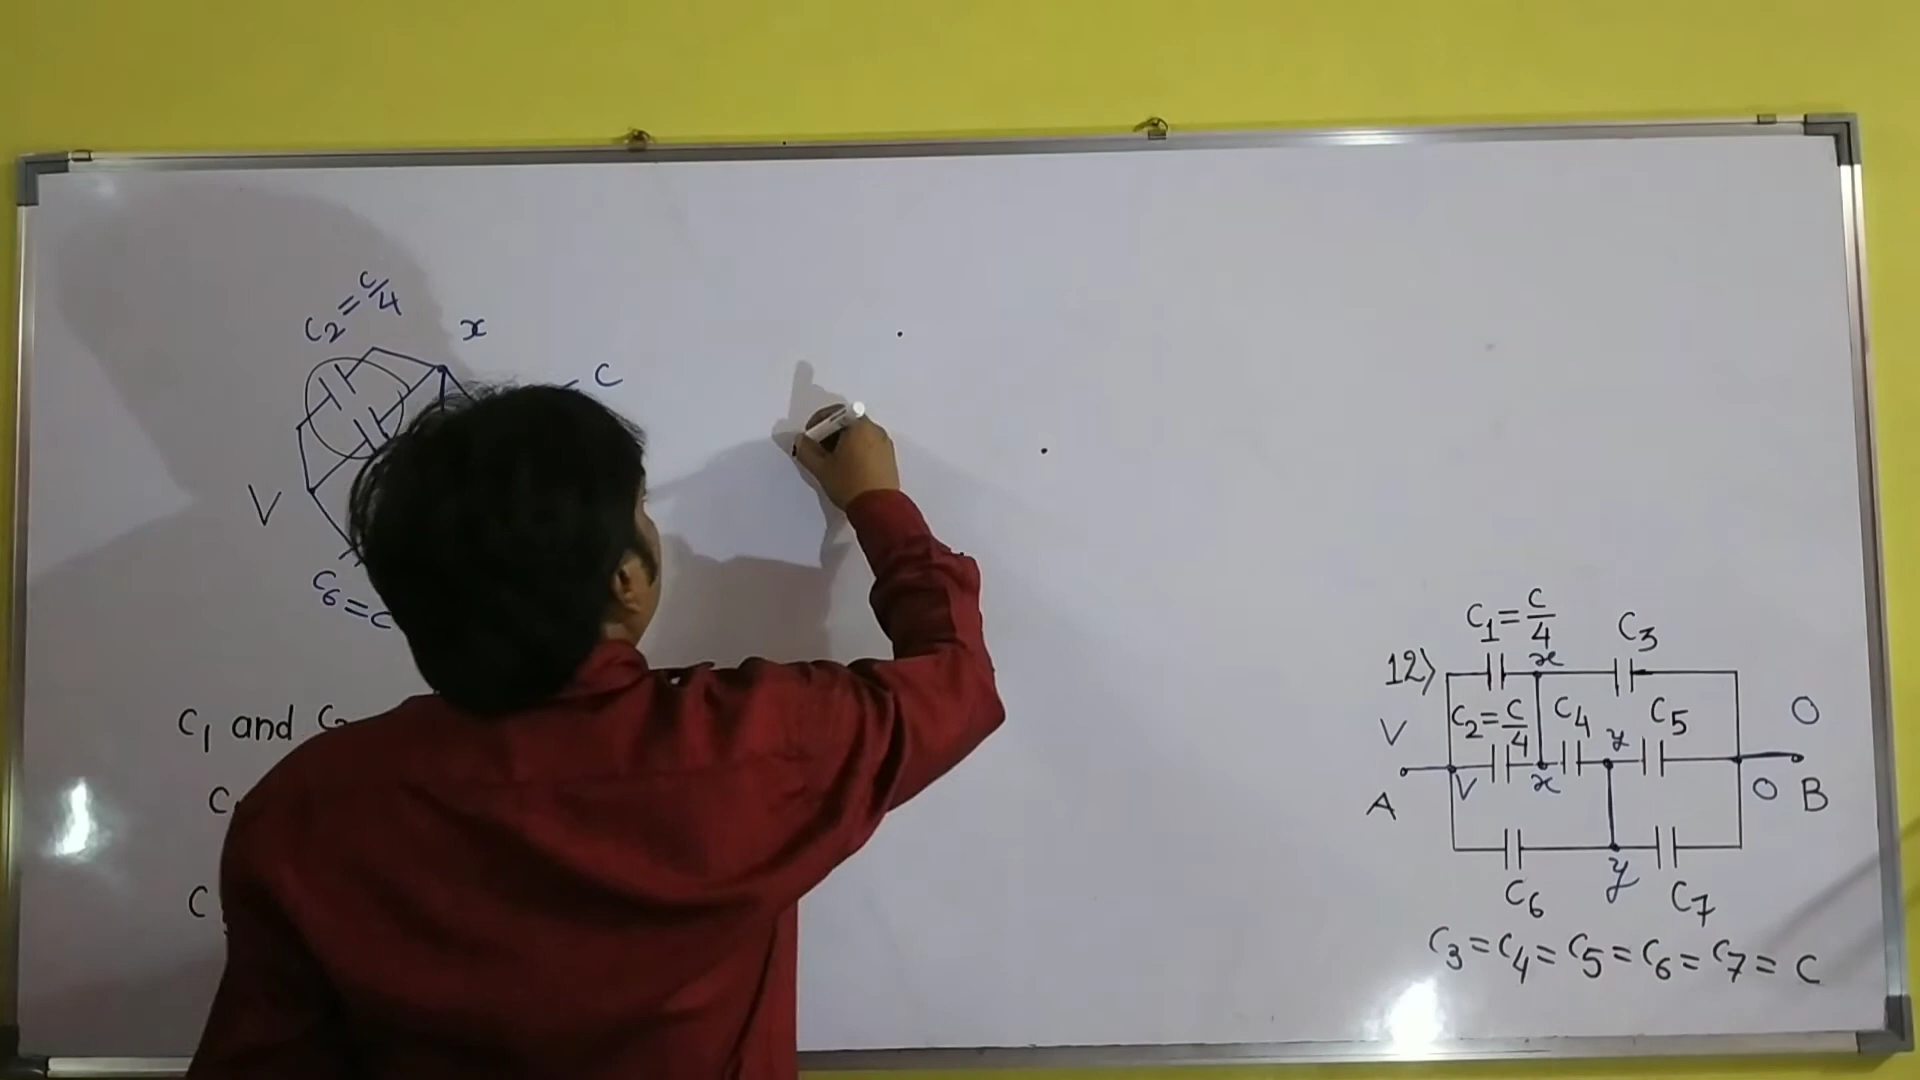 C₂ = C/4
x
C
V
C₆ = C
C₁ and C₂
C
C
C₁ = C/4
C₃
12)
x
V
C₂ = C/4
C₄
C₅
O
y
A
V
x
O
B
C₆
y
C₇
C₃ = C₄ = C₅ = C₆ = C₇ = C